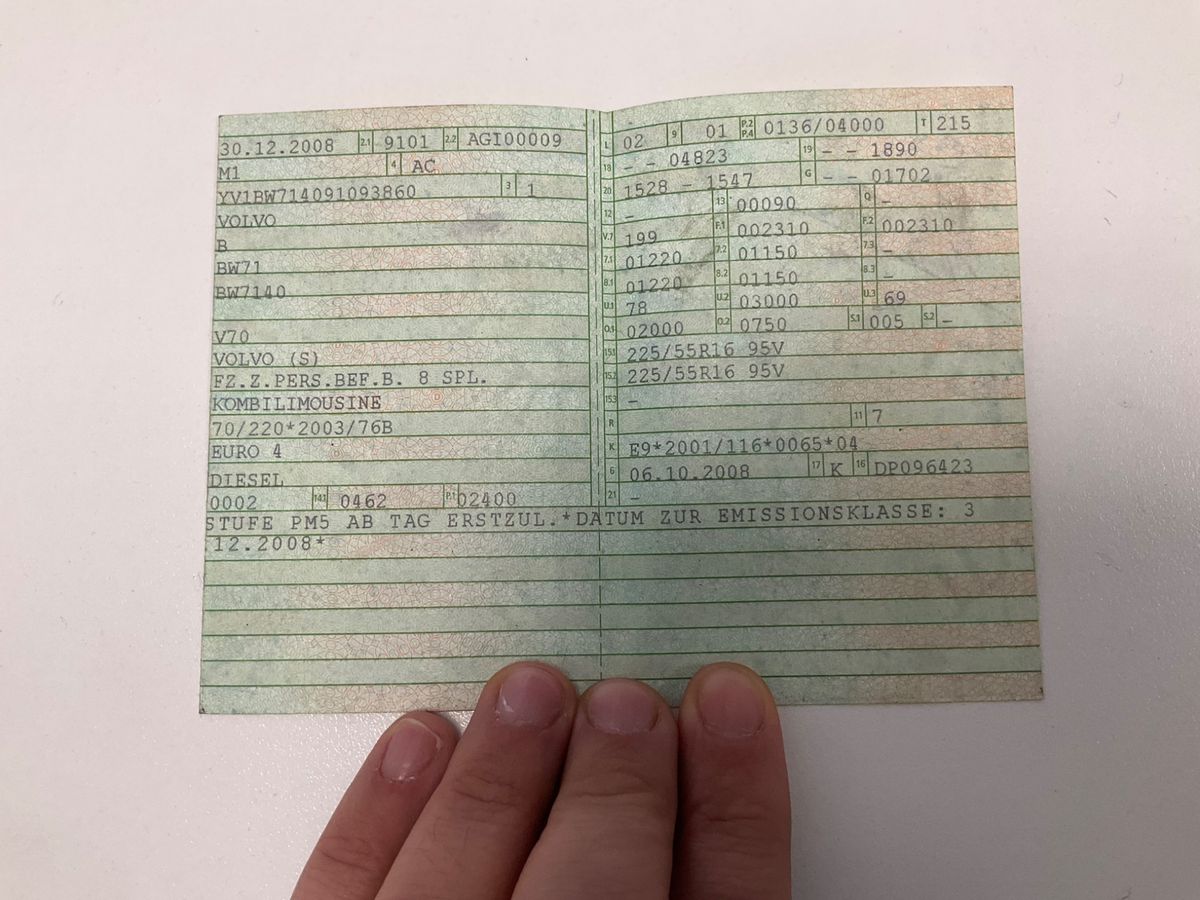 30.12.2008 2.1 9101 2.2 AGI00009
M1 4 AC
YV1BW714091093860 3 1
VOLVO
B
BW71
BW7140
V70
VOLVO (S)
FZ.Z.PERS.BEF.B. 8 SPL.
KOMBILIMOUSINE
70/220*2003/76B
EURO 4
DIESEL
0002 14.1 0462 P.1 02400
L 02 9 01 P.2 P.4 0136/04000 T 215
18 - - 04823 19 - - 1890
20 1528 - 1547 G - - 01702
12 - 13 00090 Q -
V.7 199 F.1 002310 F.2 002310
7.1 01220 7.2 01150 7.3 -
8.1 01220 8.2 01150 8.3 -
U.1 78 U.2 03000 U.3 69
O.1 02000 O.2 0750 S.1 005 S.2 -
15.1 225/55R16 95V
15.2 225/55R16 95V
15.3 -
R - 11 7
K E9*2001/116*0065*04
6 06.10.2008 17 K 16 DP096423
21 -
STUFE PM5 AB TAG ERSTZUL.*DATUM ZUR EMISSIONSKLASSE: 3
.12.2008*